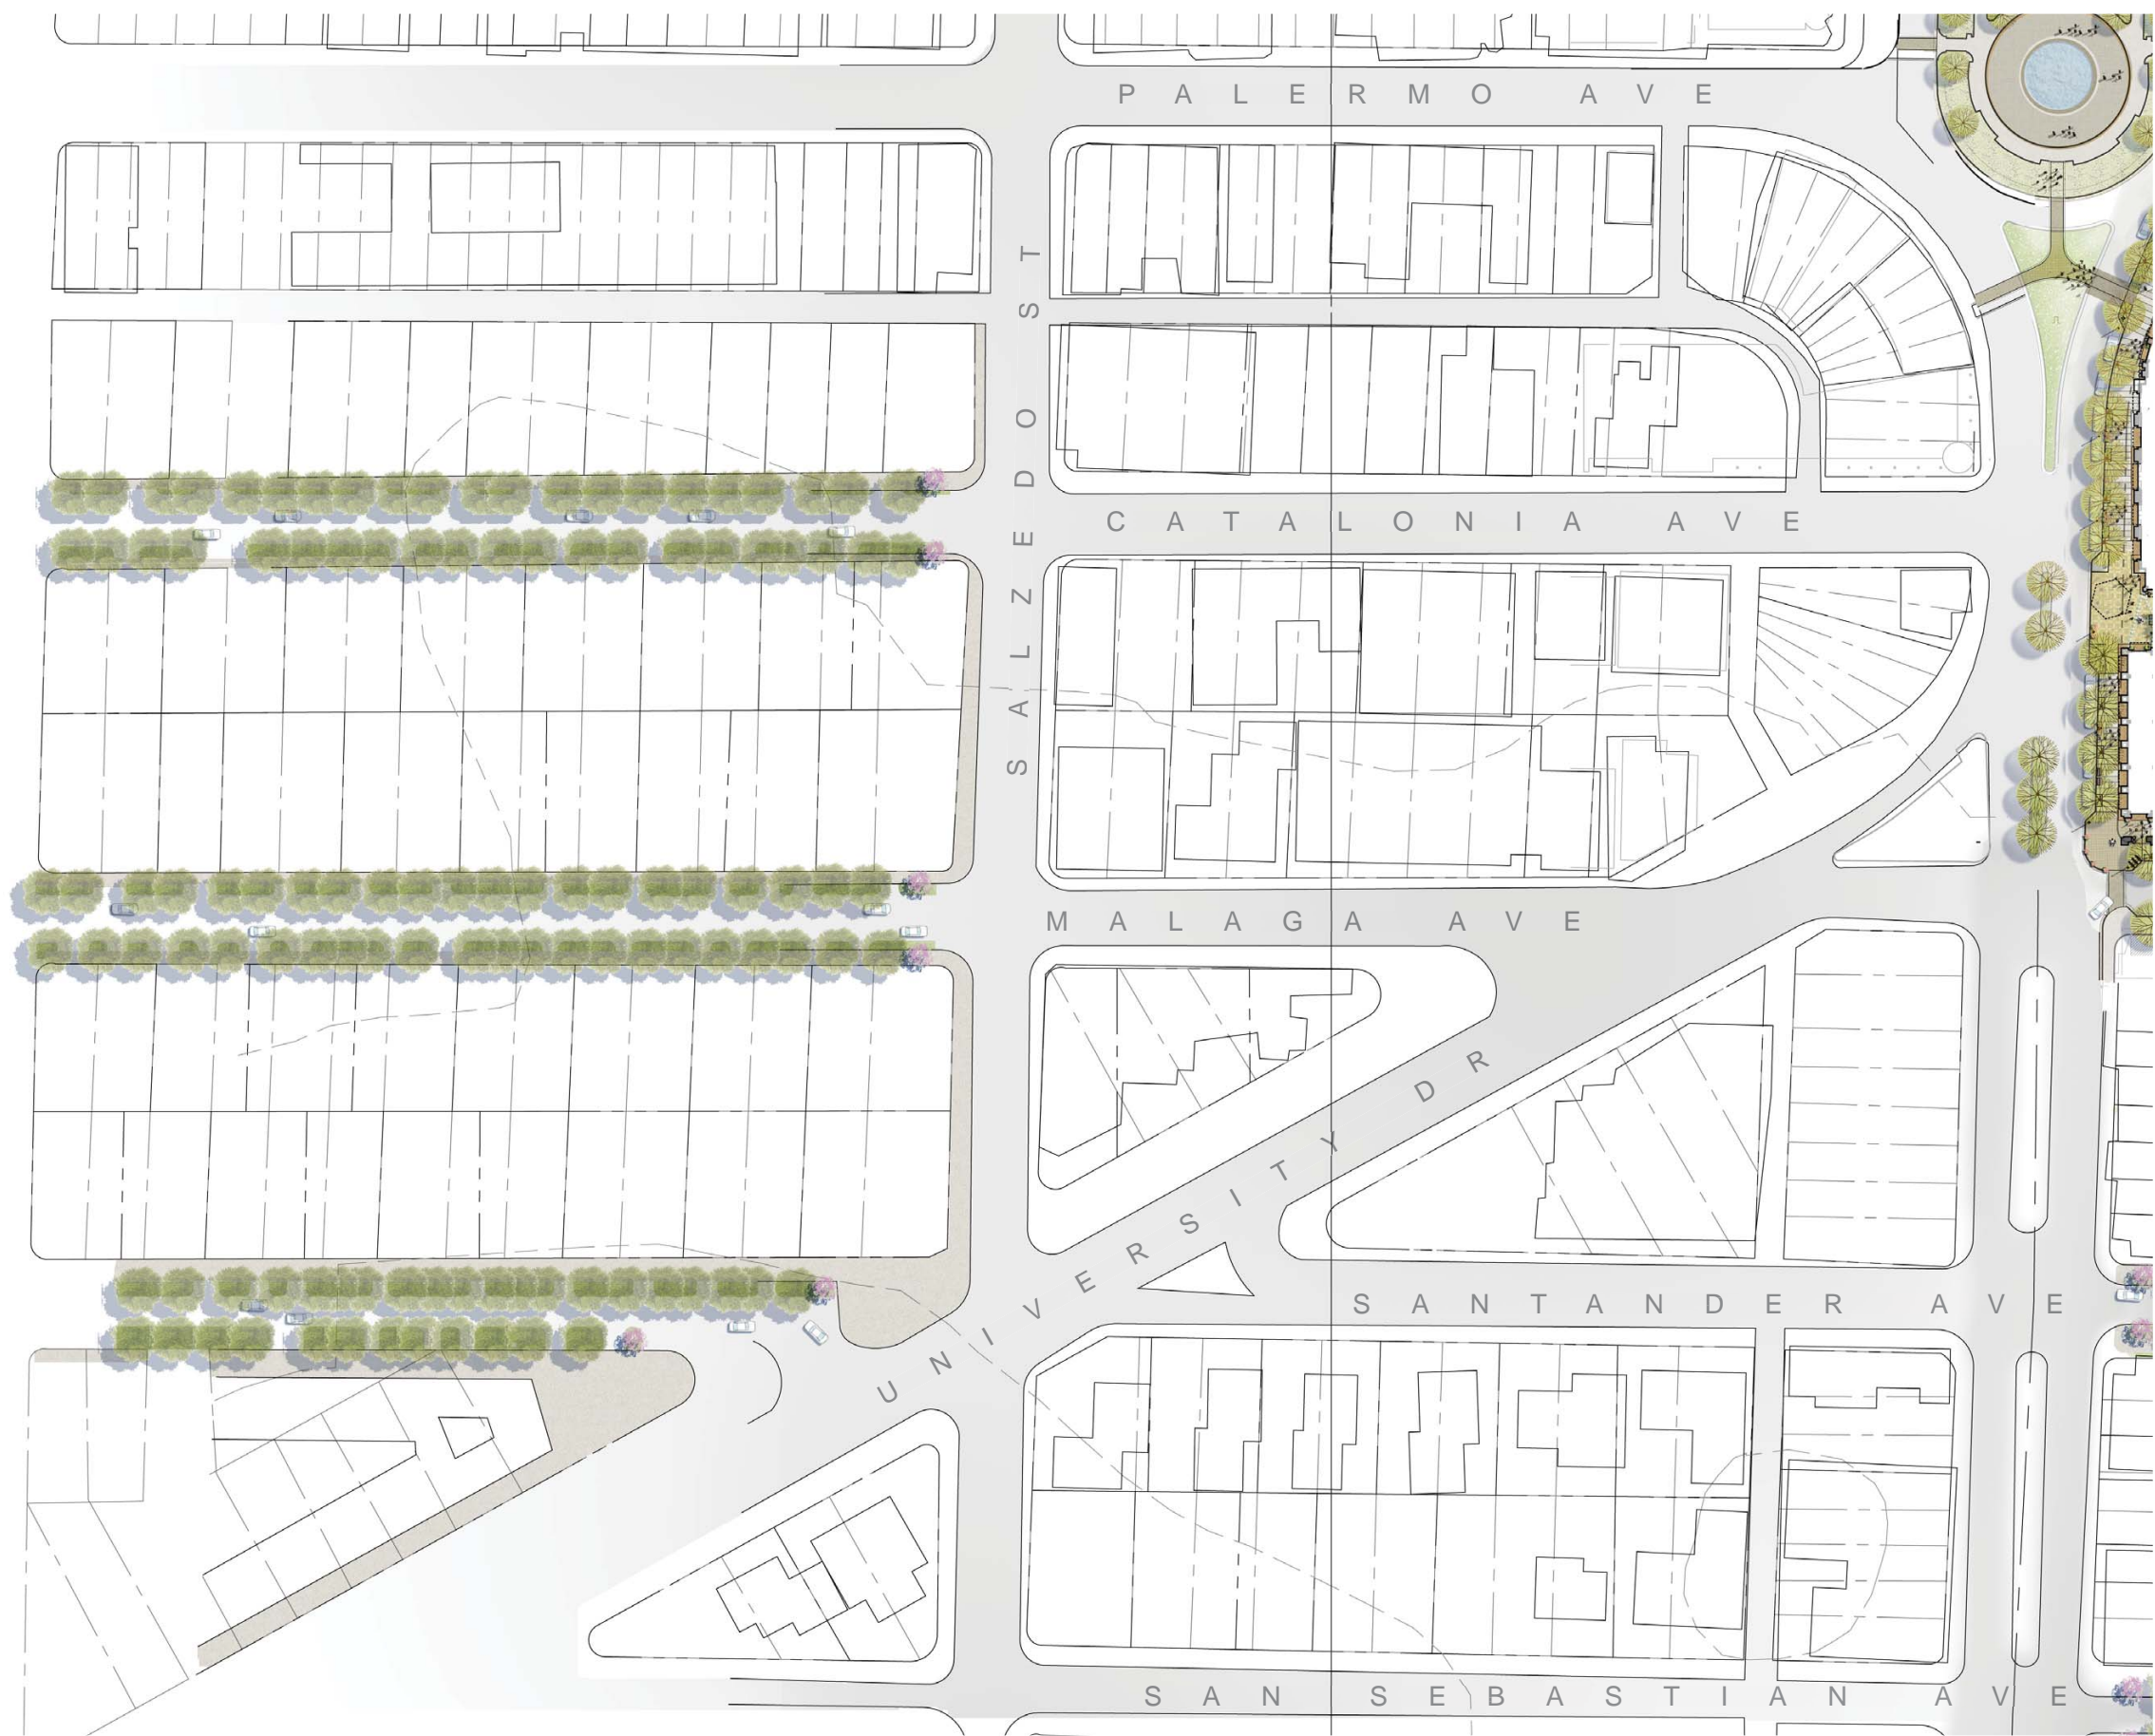 PALERMO AVE
SALZEDO ST
CATALONIA AVE
MALAGA AVE
UNIVERSITY DR
SANTANDER AVE
SAN SEBASTIAN AVE